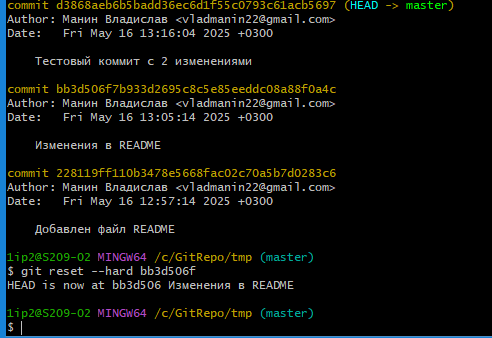 commit d3868aeb6b5badd36ec6d1f55c0793c61acb5697 (HEAD -> master)
Author: Манин Владислав <vladmanin22@gmail.com>
Date:   Fri May 16 13:16:04 2025 +0300
Тестовый коммит с 2 изменениями
commit bb3d506f7b933d2695c8c5e85eeddc08a88f0a4c
Author: Манин Владислав <vladmanin22@gmail.com>
Date:   Fri May 16 13:05:14 2025 +0300
Изменения в README
commit 228119ff110b3478e5668fac02c70a5b7d0283c6
Author: Манин Владислав <vladmanin22@gmail.com>
Date:   Fri May 16 12:57:14 2025 +0300
Добавлен файл README
1ip2@S209-02 MINGW64 /c/GitRepo/tmp (master)
$ git reset --hard bb3d506f
HEAD is now at bb3d506 Изменения в README
1ip2@S209-02 MINGW64 /c/GitRepo/tmp (master)
$